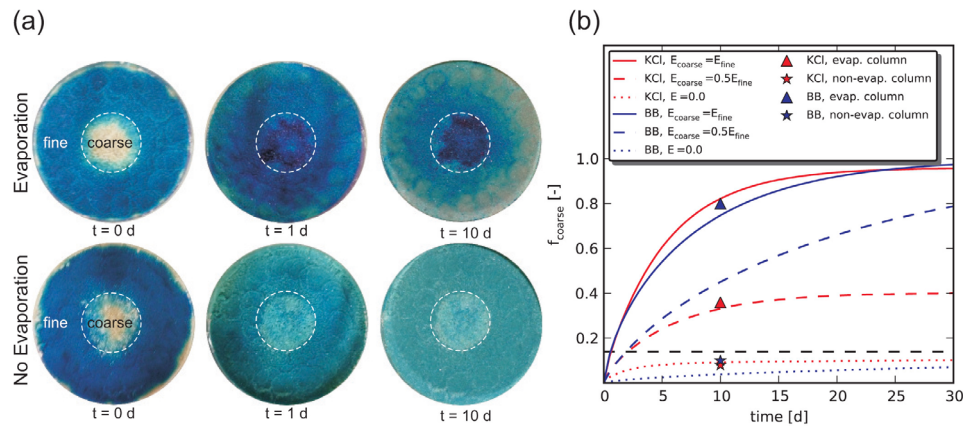 (a)
Evaporation
fine
coarse
t = 0 d
t = 1 d
t = 10 d
No Evaporation
fine
coarse
t = 0 d
t = 1 d
t = 10 d
(b)
KCl, E_coarse=E_fine
KCl, E_coarse=0.5E_fine
KCl, E=0.0
BB, E_coarse=E_fine
BB, E_coarse=0.5E_fine
BB, E=0.0
KCl, evap. column
KCl, non-evap. column
BB, evap. column
BB, non-evap. column
1.0
0.8
0.6
0.4
0.2
f_coarse [-]
0 5 10 15 20 25 30
time [d]